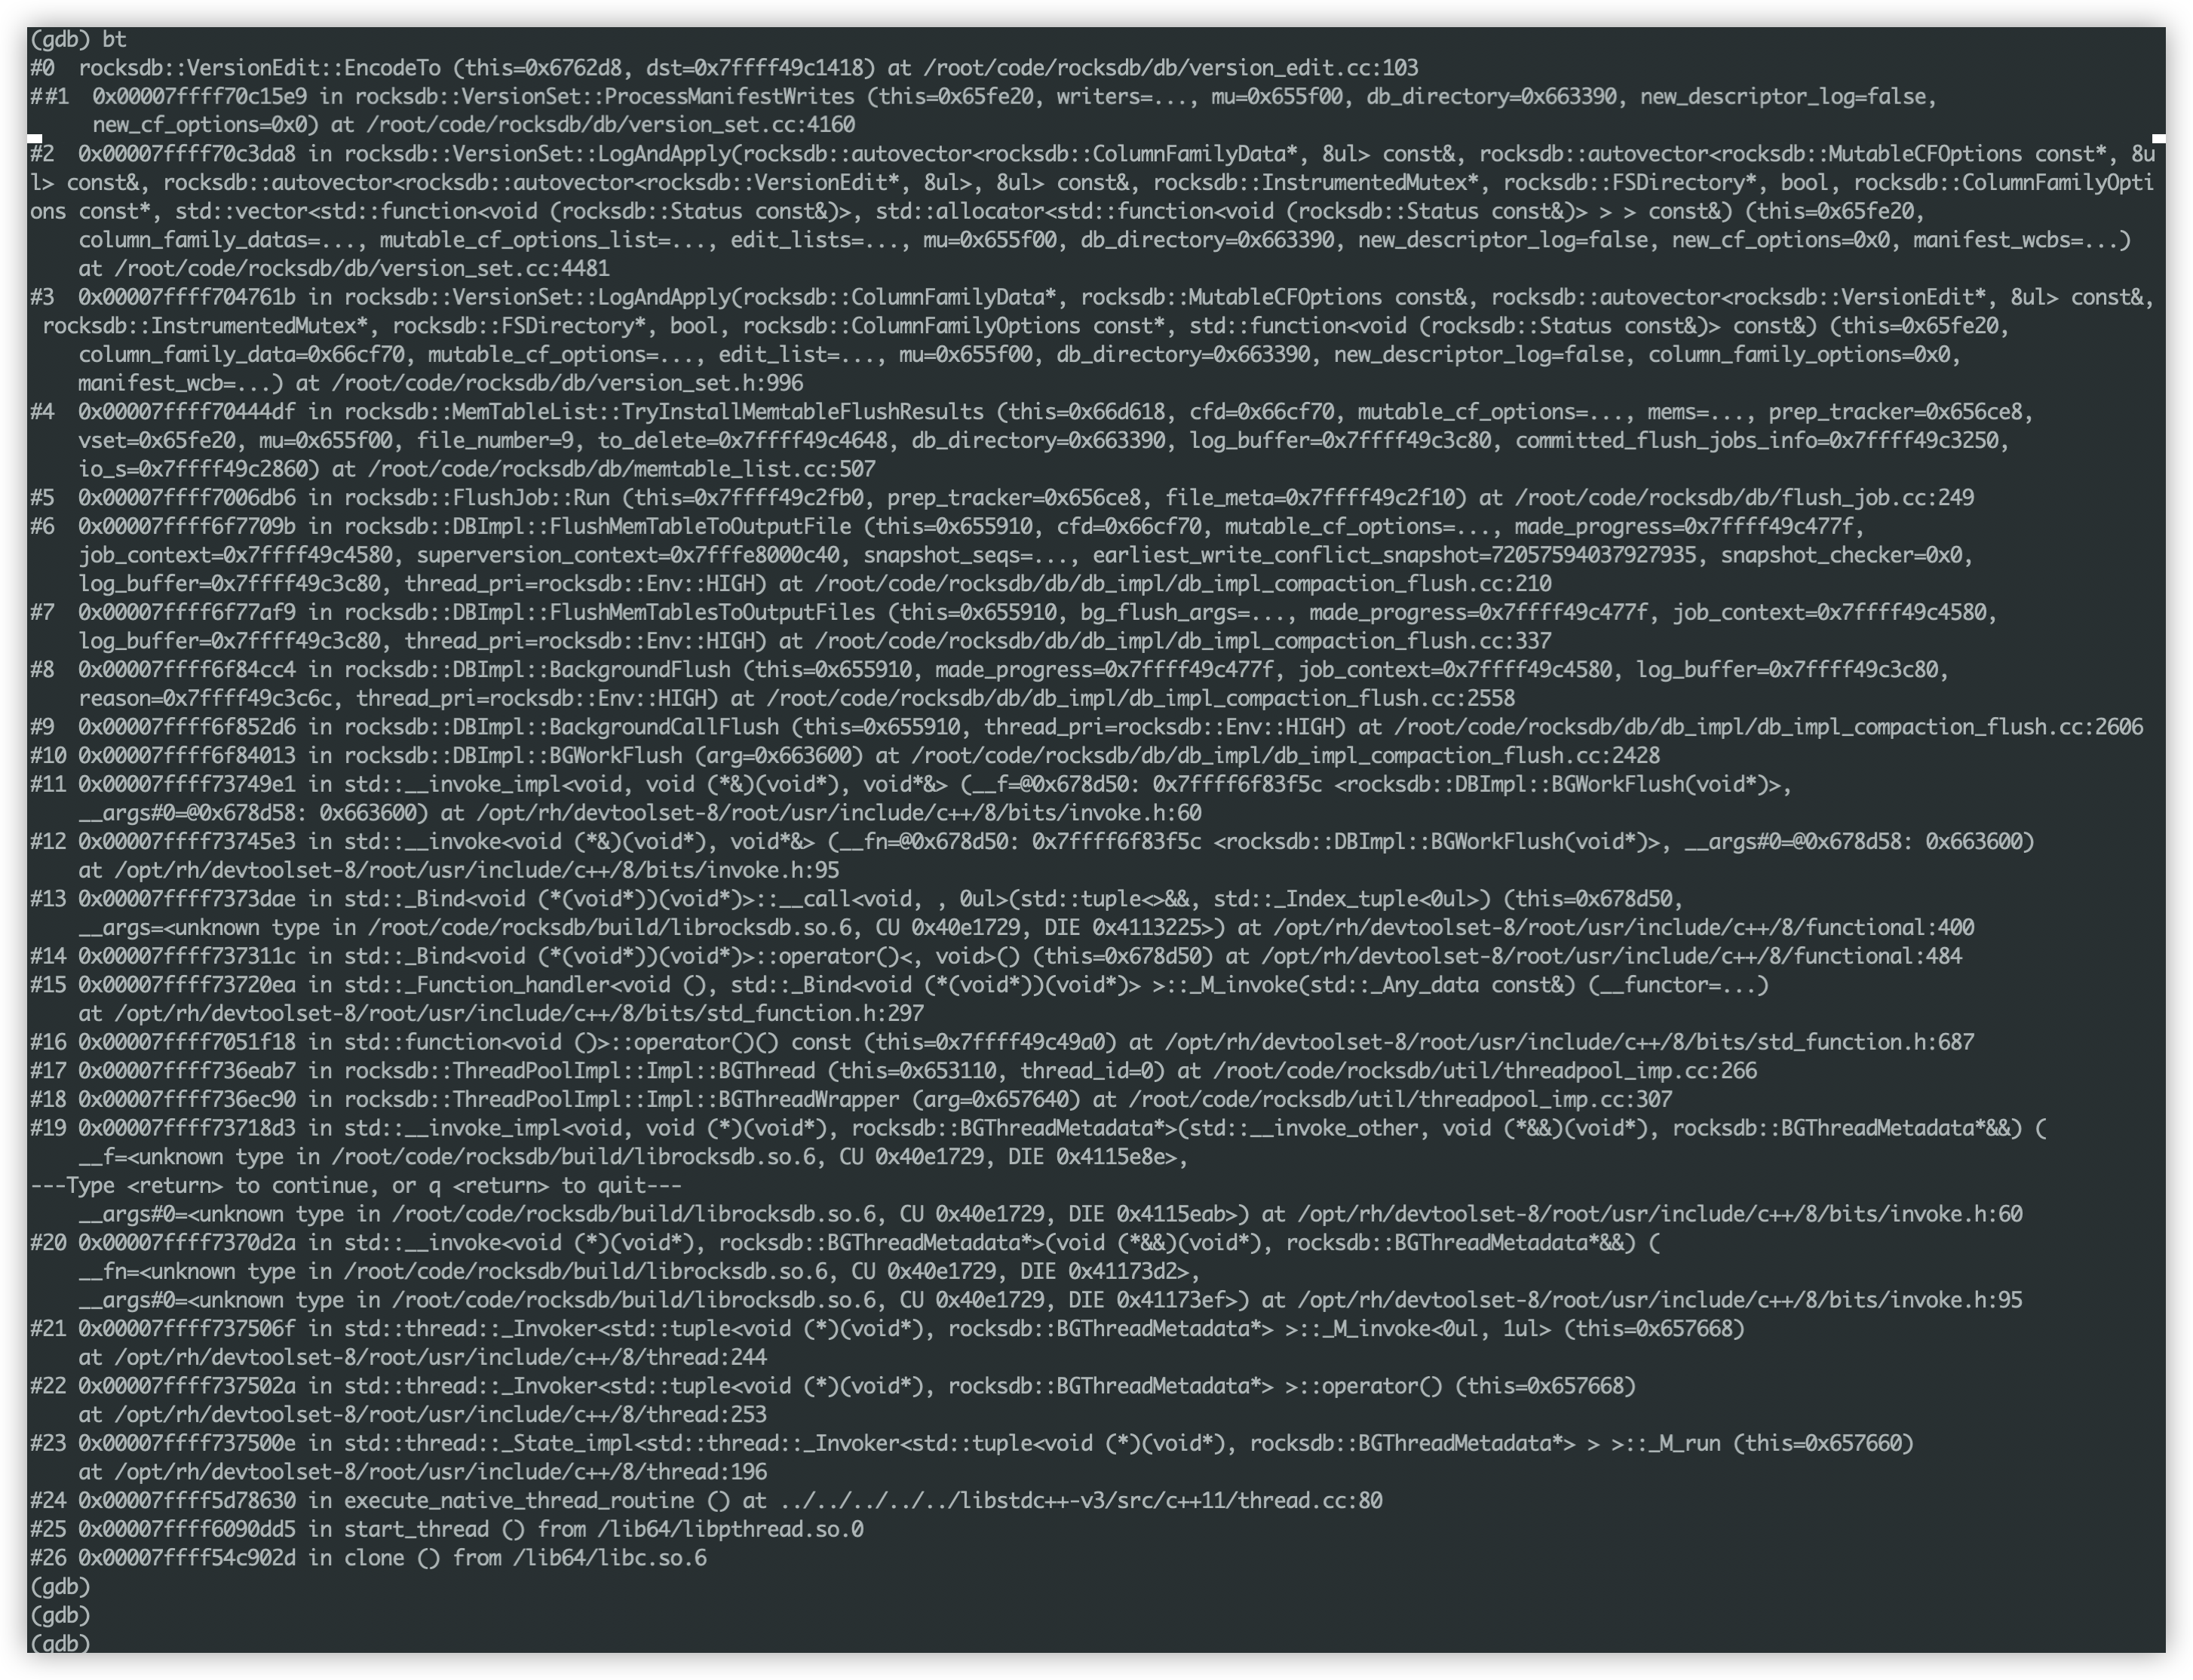 (gdb) bt
#0  rocksdb::VersionEdit::EncodeTo (this=0x6762d8, dst=0x7ffff49c1418) at /root/code/rocksdb/db/version_edit.cc:103
##1  0x00007ffff70c15e9 in rocksdb::VersionSet::ProcessManifestWrites (this=0x65fe20, writers=..., mu=0x655f00, db_directory=0x663390, new_descriptor_log=false,
new_cf_options=0x0) at /root/code/rocksdb/db/version_set.cc:4160
#2  0x00007ffff70c3da8 in rocksdb::VersionSet::LogAndApply(rocksdb::autovector<rocksdb::ColumnFamilyData*, 8ul> const&, rocksdb::autovector<rocksdb::MutableCFOptions const*, 8u
l> const&, rocksdb::autovector<rocksdb::autovector<rocksdb::VersionEdit*, 8ul>, 8ul> const&, rocksdb::InstrumentedMutex*, rocksdb::FSDirectory*, bool, rocksdb::ColumnFamilyOpti
ons const*, std::vector<std::function<void (rocksdb::Status const&)>, std::allocator<std::function<void (rocksdb::Status const&)> > > const&) (this=0x65fe20,
column_family_datas=..., mutable_cf_options_list=..., edit_lists=..., mu=0x655f00, db_directory=0x663390, new_descriptor_log=false, new_cf_options=0x0, manifest_wcbs=...)
at /root/code/rocksdb/db/version_set.cc:4481
#3  0x00007ffff704761b in rocksdb::VersionSet::LogAndApply(rocksdb::ColumnFamilyData*, rocksdb::MutableCFOptions const&, rocksdb::autovector<rocksdb::VersionEdit*, 8ul> const&,
rocksdb::InstrumentedMutex*, rocksdb::FSDirectory*, bool, rocksdb::ColumnFamilyOptions const*, std::function<void (rocksdb::Status const&)> const&) (this=0x65fe20,
column_family_data=0x66cf70, mutable_cf_options=..., edit_list=..., mu=0x655f00, db_directory=0x663390, new_descriptor_log=false, column_family_options=0x0,
manifest_wcb=...) at /root/code/rocksdb/db/version_set.h:996
#4  0x00007ffff70444df in rocksdb::MemTableList::TryInstallMemtableFlushResults (this=0x66d618, cfd=0x66cf70, mutable_cf_options=..., mems=..., prep_tracker=0x656ce8,
vset=0x65fe20, mu=0x655f00, file_number=9, to_delete=0x7ffff49c4648, db_directory=0x663390, log_buffer=0x7ffff49c3c80, committed_flush_jobs_info=0x7ffff49c3250,
io_s=0x7ffff49c2860) at /root/code/rocksdb/db/memtable_list.cc:507
#5  0x00007ffff7006db6 in rocksdb::FlushJob::Run (this=0x7ffff49c2fb0, prep_tracker=0x656ce8, file_meta=0x7ffff49c2f10) at /root/code/rocksdb/db/flush_job.cc:249
#6  0x00007ffff6f7709b in rocksdb::DBImpl::FlushMemTableToOutputFile (this=0x655910, cfd=0x66cf70, mutable_cf_options=..., made_progress=0x7ffff49c477f,
job_context=0x7ffff49c4580, superversion_context=0x7fffe8000c40, snapshot_seqs=..., earliest_write_conflict_snapshot=72057594037927935, snapshot_checker=0x0,
log_buffer=0x7ffff49c3c80, thread_pri=rocksdb::Env::HIGH) at /root/code/rocksdb/db/db_impl/db_impl_compaction_flush.cc:210
#7  0x00007ffff6f77af9 in rocksdb::DBImpl::FlushMemTablesToOutputFiles (this=0x655910, bg_flush_args=..., made_progress=0x7ffff49c477f, job_context=0x7ffff49c4580,
log_buffer=0x7ffff49c3c80, thread_pri=rocksdb::Env::HIGH) at /root/code/rocksdb/db/db_impl/db_impl_compaction_flush.cc:337
#8  0x00007ffff6f84cc4 in rocksdb::DBImpl::BackgroundFlush (this=0x655910, made_progress=0x7ffff49c477f, job_context=0x7ffff49c4580, log_buffer=0x7ffff49c3c80,
reason=0x7ffff49c3c6c, thread_pri=rocksdb::Env::HIGH) at /root/code/rocksdb/db/db_impl/db_impl_compaction_flush.cc:2558
#9  0x00007ffff6f852d6 in rocksdb::DBImpl::BackgroundCallFlush (this=0x655910, thread_pri=rocksdb::Env::HIGH) at /root/code/rocksdb/db/db_impl/db_impl_compaction_flush.cc:2606
#10 0x00007ffff6f84013 in rocksdb::DBImpl::BGWorkFlush (arg=0x663600) at /root/code/rocksdb/db/db_impl/db_impl_compaction_flush.cc:2428
#11 0x00007ffff73749e1 in std::__invoke_impl<void, void (*&)(void*), void*&> (__f=@0x678d50: 0x7ffff6f83f5c <rocksdb::DBImpl::BGWorkFlush(void*)>,
__args#0=@0x678d58: 0x663600) at /opt/rh/devtoolset-8/root/usr/include/c++/8/bits/invoke.h:60
#12 0x00007ffff73745e3 in std::__invoke<void (*&)(void*), void*&> (__fn=@0x678d50: 0x7ffff6f83f5c <rocksdb::DBImpl::BGWorkFlush(void*)>, __args#0=@0x678d58: 0x663600)
at /opt/rh/devtoolset-8/root/usr/include/c++/8/bits/invoke.h:95
#13 0x00007ffff7373dae in std::_Bind<void (*(void*))(void*)>::__call<void, , 0ul>(std::tuple<>&&, std::_Index_tuple<0ul>) (this=0x678d50,
__args=<unknown type in /root/code/rocksdb/build/librocksdb.so.6, CU 0x40e1729, DIE 0x4113225>) at /opt/rh/devtoolset-8/root/usr/include/c++/8/functional:400
#14 0x00007ffff737311c in std::_Bind<void (*(void*))(void*)>::operator()<, void>() (this=0x678d50) at /opt/rh/devtoolset-8/root/usr/include/c++/8/functional:484
#15 0x00007ffff73720ea in std::_Function_handler<void (), std::_Bind<void (*(void*))(void*)> >::_M_invoke(std::_Any_data const&) (__functor=...)
at /opt/rh/devtoolset-8/root/usr/include/c++/8/bits/std_function.h:297
#16 0x00007ffff7051f18 in std::function<void ()>::operator()() const (this=0x7ffff49c49a0) at /opt/rh/devtoolset-8/root/usr/include/c++/8/bits/std_function.h:687
#17 0x00007ffff736eab7 in rocksdb::ThreadPoolImpl::Impl::BGThread (this=0x653110, thread_id=0) at /root/code/rocksdb/util/threadpool_imp.cc:266
#18 0x00007ffff736ec90 in rocksdb::ThreadPoolImpl::Impl::BGThreadWrapper (arg=0x657640) at /root/code/rocksdb/util/threadpool_imp.cc:307
#19 0x00007ffff73718d3 in std::__invoke_impl<void, void (*)(void*), rocksdb::BGThreadMetadata*>(std::__invoke_other, void (*&&)(void*), rocksdb::BGThreadMetadata*&&) (
__f=<unknown type in /root/code/rocksdb/build/librocksdb.so.6, CU 0x40e1729, DIE 0x4115e8e>,
---Type <return> to continue, or q <return> to quit---
__args#0=<unknown type in /root/code/rocksdb/build/librocksdb.so.6, CU 0x40e1729, DIE 0x4115eab>) at /opt/rh/devtoolset-8/root/usr/include/c++/8/bits/invoke.h:60
#20 0x00007ffff7370d2a in std::__invoke<void (*)(void*), rocksdb::BGThreadMetadata*>(void (*&&)(void*), rocksdb::BGThreadMetadata*&&) (
__fn=<unknown type in /root/code/rocksdb/build/librocksdb.so.6, CU 0x40e1729, DIE 0x41173d2>,
__args#0=<unknown type in /root/code/rocksdb/build/librocksdb.so.6, CU 0x40e1729, DIE 0x41173ef>) at /opt/rh/devtoolset-8/root/usr/include/c++/8/bits/invoke.h:95
#21 0x00007ffff737506f in std::thread::_Invoker<std::tuple<void (*)(void*), rocksdb::BGThreadMetadata*> >::_M_invoke<0ul, 1ul> (this=0x657668)
at /opt/rh/devtoolset-8/root/usr/include/c++/8/thread:244
#22 0x00007ffff737502a in std::thread::_Invoker<std::tuple<void (*)(void*), rocksdb::BGThreadMetadata*> >::operator() (this=0x657668)
at /opt/rh/devtoolset-8/root/usr/include/c++/8/thread:253
#23 0x00007ffff737500e in std::thread::_State_impl<std::thread::_Invoker<std::tuple<void (*)(void*), rocksdb::BGThreadMetadata*> > >::_M_run (this=0x657660)
at /opt/rh/devtoolset-8/root/usr/include/c++/8/thread:196
#24 0x00007ffff5d78630 in execute_native_thread_routine () at ../../../../../libstdc++-v3/src/c++11/thread.cc:80
#25 0x00007ffff6090dd5 in start_thread () from /lib64/libpthread.so.0
#26 0x00007ffff54c902d in clone () from /lib64/libc.so.6
(gdb)
(gdb)
(gdb)